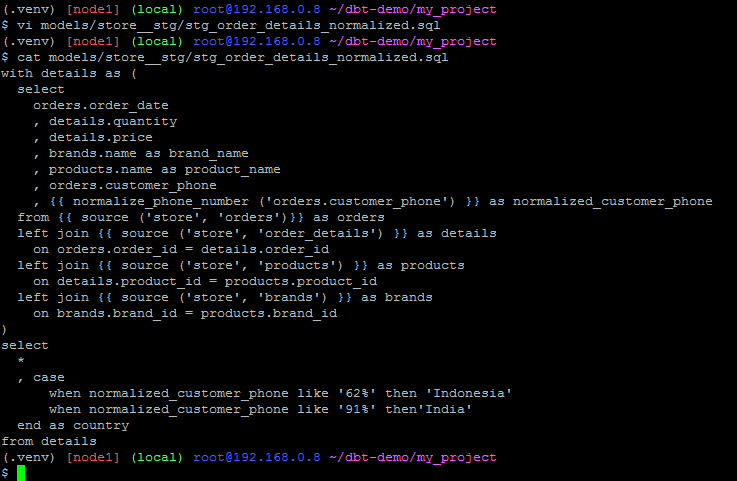 (.venv) [node1] (local) root@192.168.0.8 ~/dbt-demo/my_project
$ vi models/store__stg/stg_order_details_normalized.sql
(.venv) [node1] (local) root@192.168.0.8 ~/dbt-demo/my_project
$ cat models/store__stg/stg_order_details_normalized.sql
with details as (
  select
    orders.order_date
    , details.quantity
    , details.price
    , brands.name as brand_name
    , products.name as product_name
    , orders.customer_phone
    , {{ normalize_phone_number ('orders.customer_phone') }} as normalized_customer_phone
  from {{ source ('store', 'orders')}} as orders
  left join {{ source ('store', 'order_details') }} as details
    on orders.order_id = details.order_id
  left join {{ source ('store', 'products') }} as products
    on details.product_id = products.product_id
  left join {{ source ('store', 'brands') }} as brands
    on brands.brand_id = products.brand_id
)
select
  *
  , case
      when normalized_customer_phone like '62%' then 'Indonesia'
      when normalized_customer_phone like '91%' then'India'
  end as country
from details
(.venv) [node1] (local) root@192.168.0.8 ~/dbt-demo/my_project
$